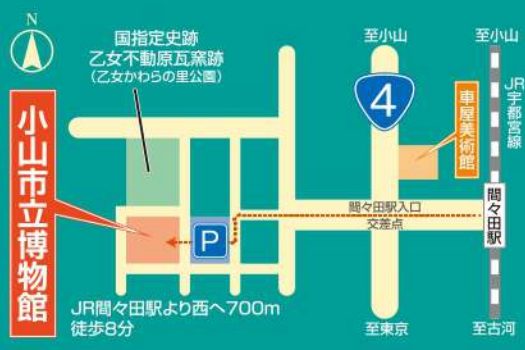 N
国指定史跡
乙女不動原瓦窯跡
(乙女かわらの里公園)
至小山
至小山
4
JR宇都宮線
車屋美術館
小山市立博物館
間々田駅入口
交差点
間々田駅
P
JR間々田駅より西へ700m
徒歩8分
至東京
至古河